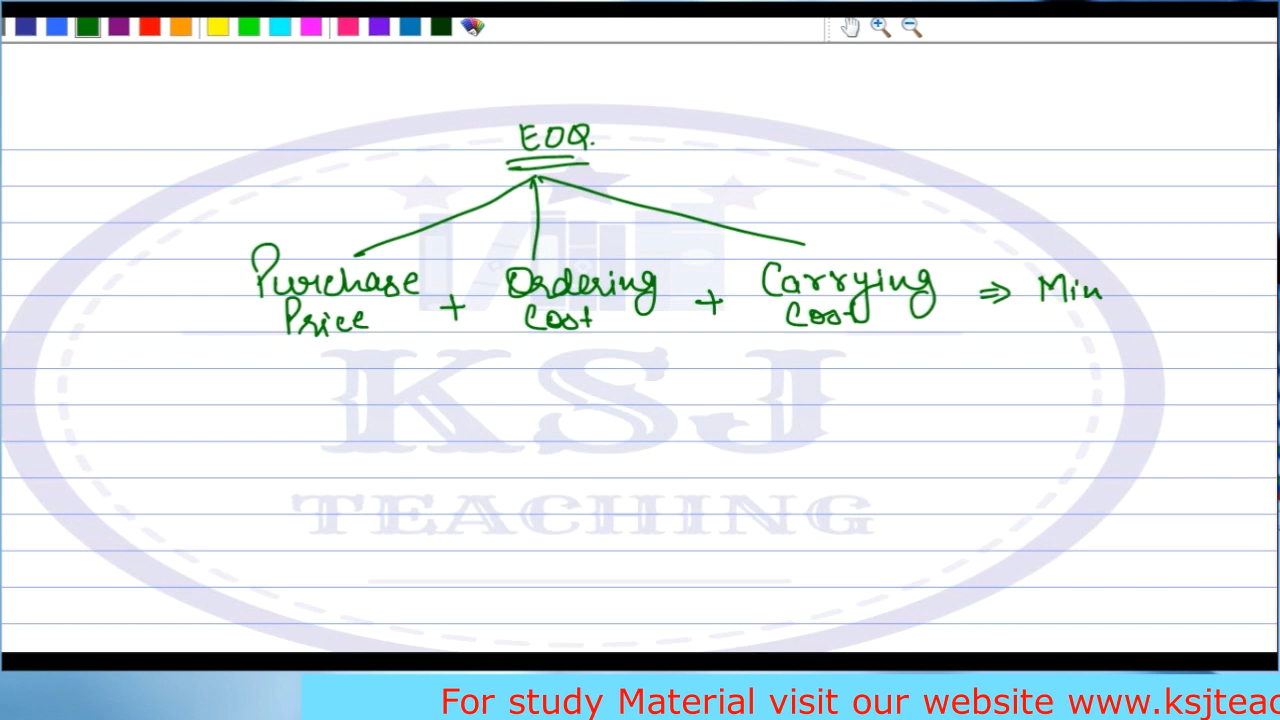 EOQ.
Purchase + Ordering + Carrying ⇒ Min
Price Cost Cost
KSJ
TEACHING
For study Material visit our website www.ksjteac